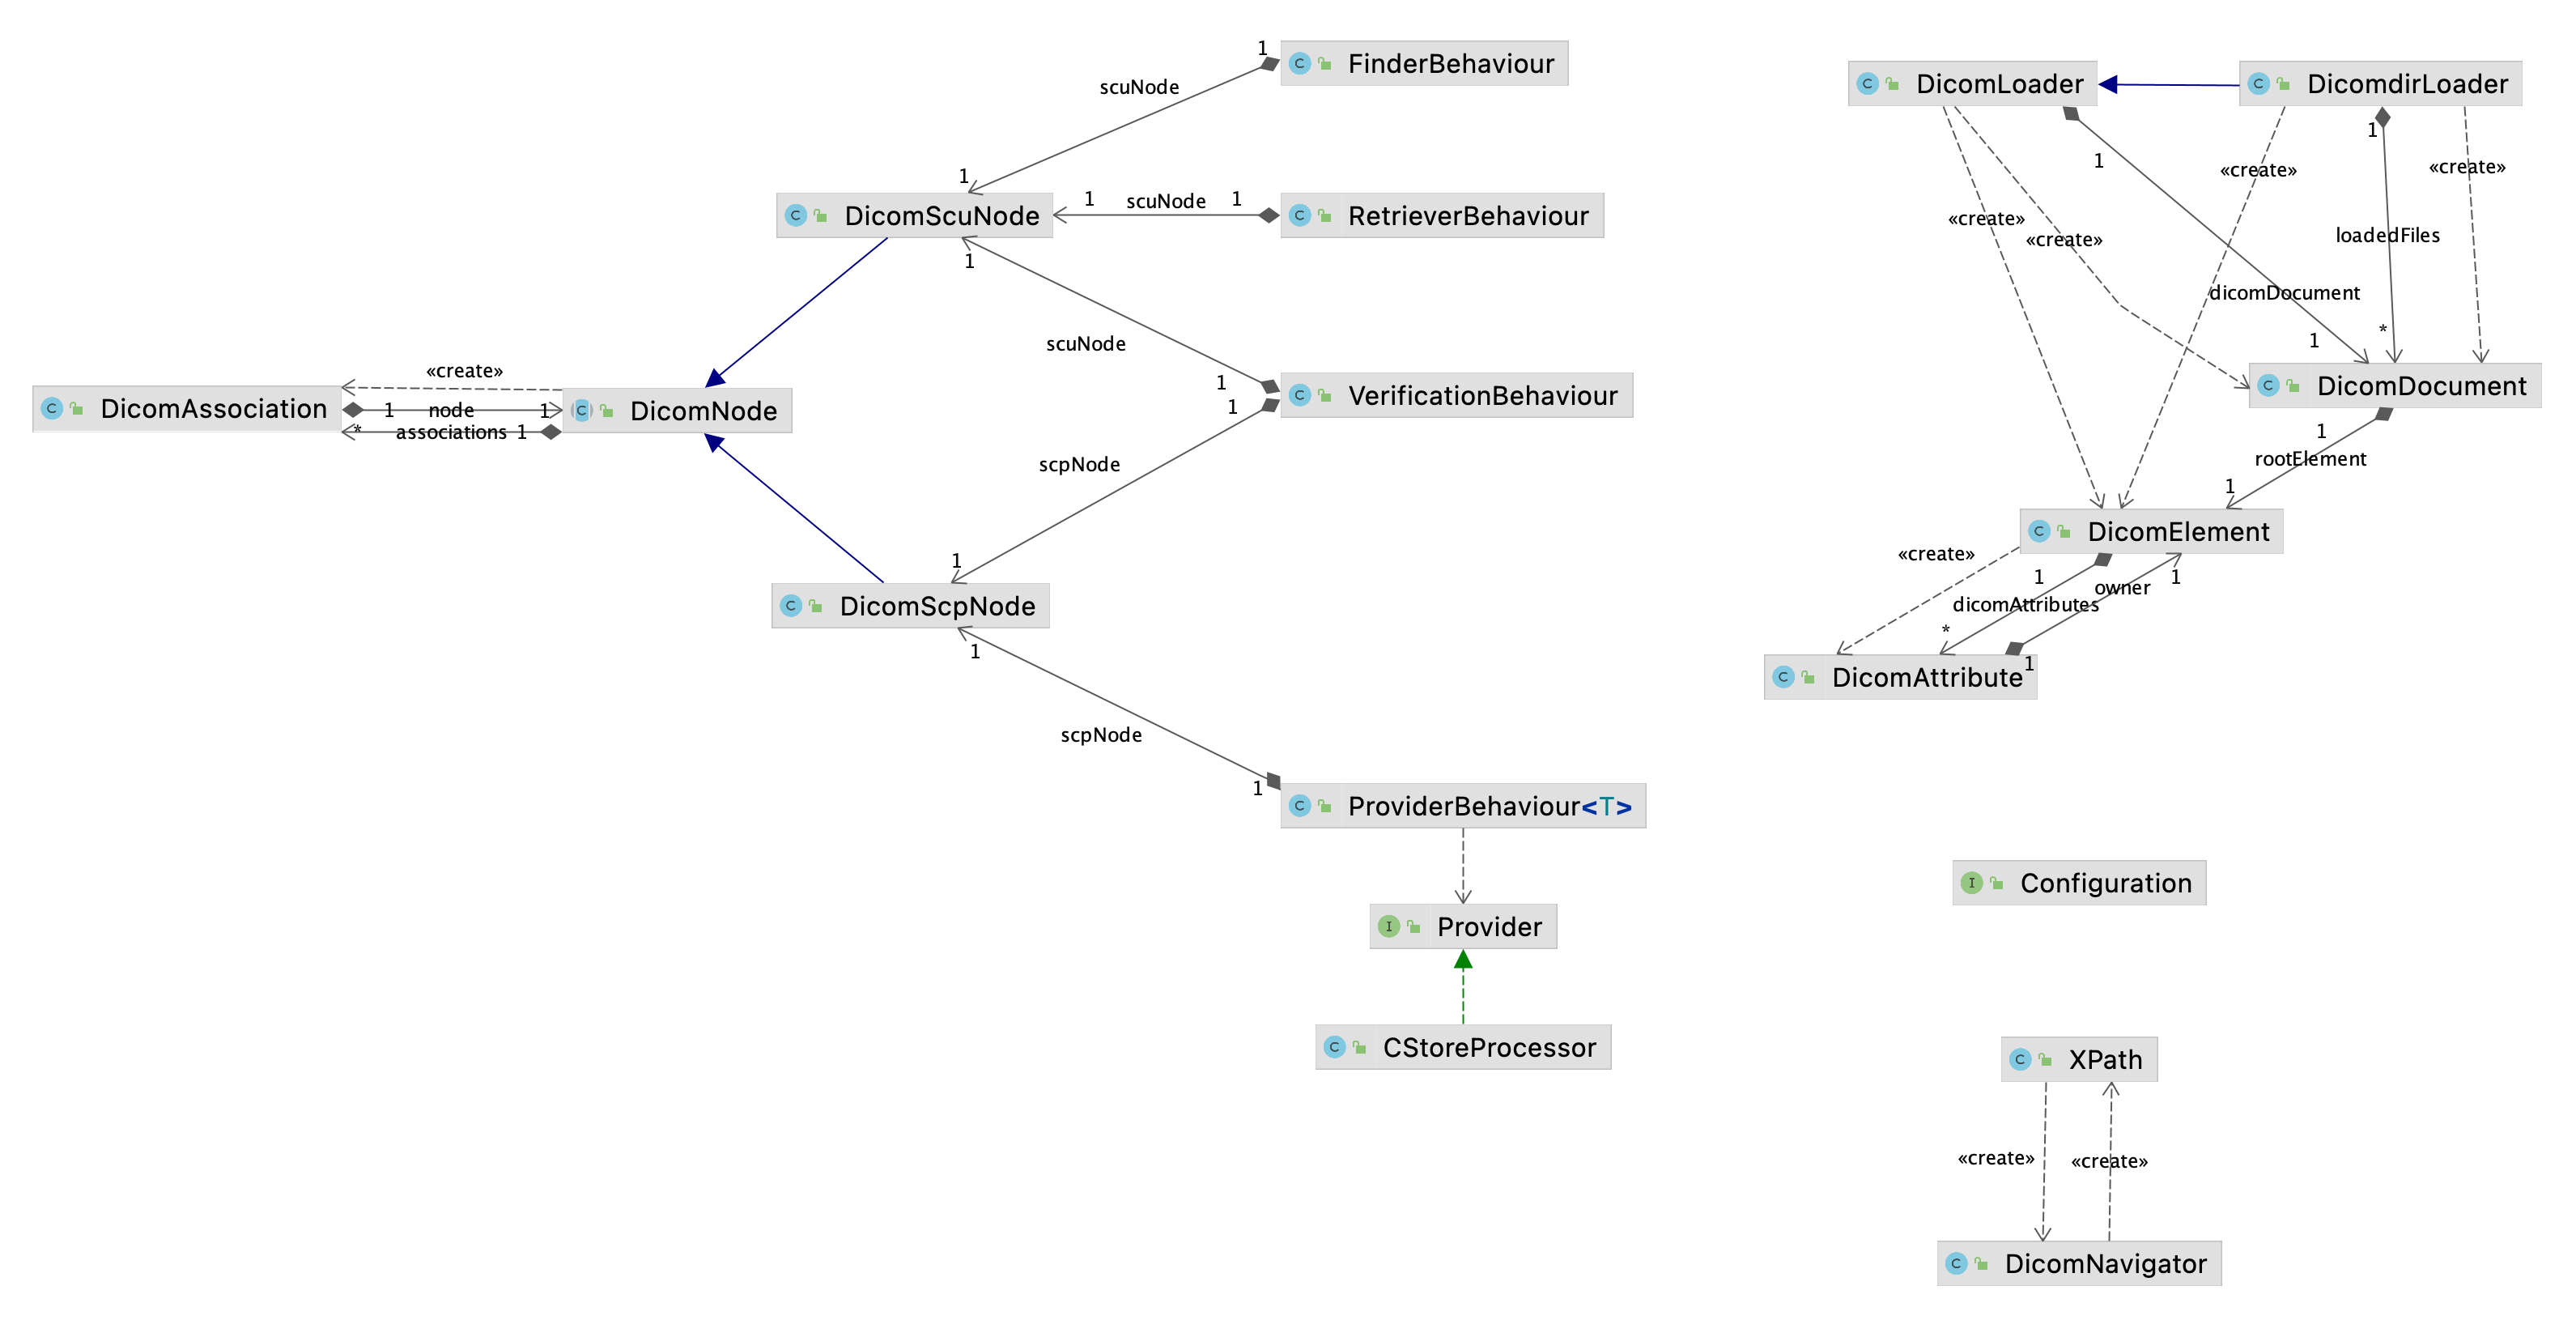 1
C FinderBehaviour
scuNode
1
C DicomScuNode
1
scuNode
1
C RetrieverBehaviour
1
scuNode
1
C VerificationBehaviour
1
scpNode
1
«create»
C DicomAssociation
1
node
1
C DicomNode
*
associations
1
C DicomScpNode
1
scpNode
1
C ProviderBehaviour<T>
I Provider
C CStoreProcessor
C DicomLoader
C DicomdirLoader
1
1
«create»
«create»
«create»
«create»
loadedFiles
dicomDocument
1
*
C DicomDocument
1
rootElement
1
C DicomElement
«create»
1
owner
1
dicomAttributes
*
1
C DicomAttribute
I Configuration
C XPath
«create»
«create»
C DicomNavigator